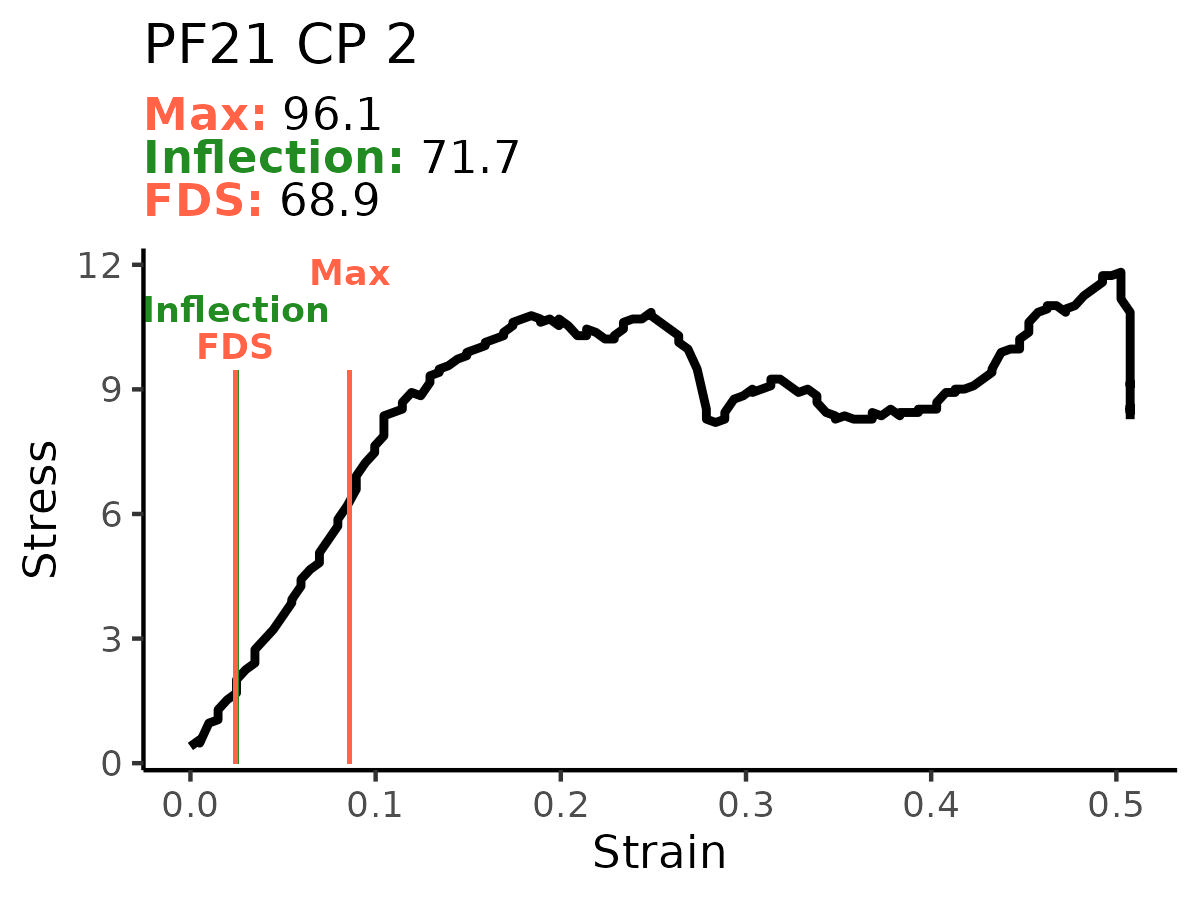 PF21 CP 2
Max: 96.1
Inflection: 71.7
FDS: 68.9
12
Max
Inflection
FDS
9
6
3
0
Stress
0.0 0.1 0.2 0.3 0.4 0.5
Strain